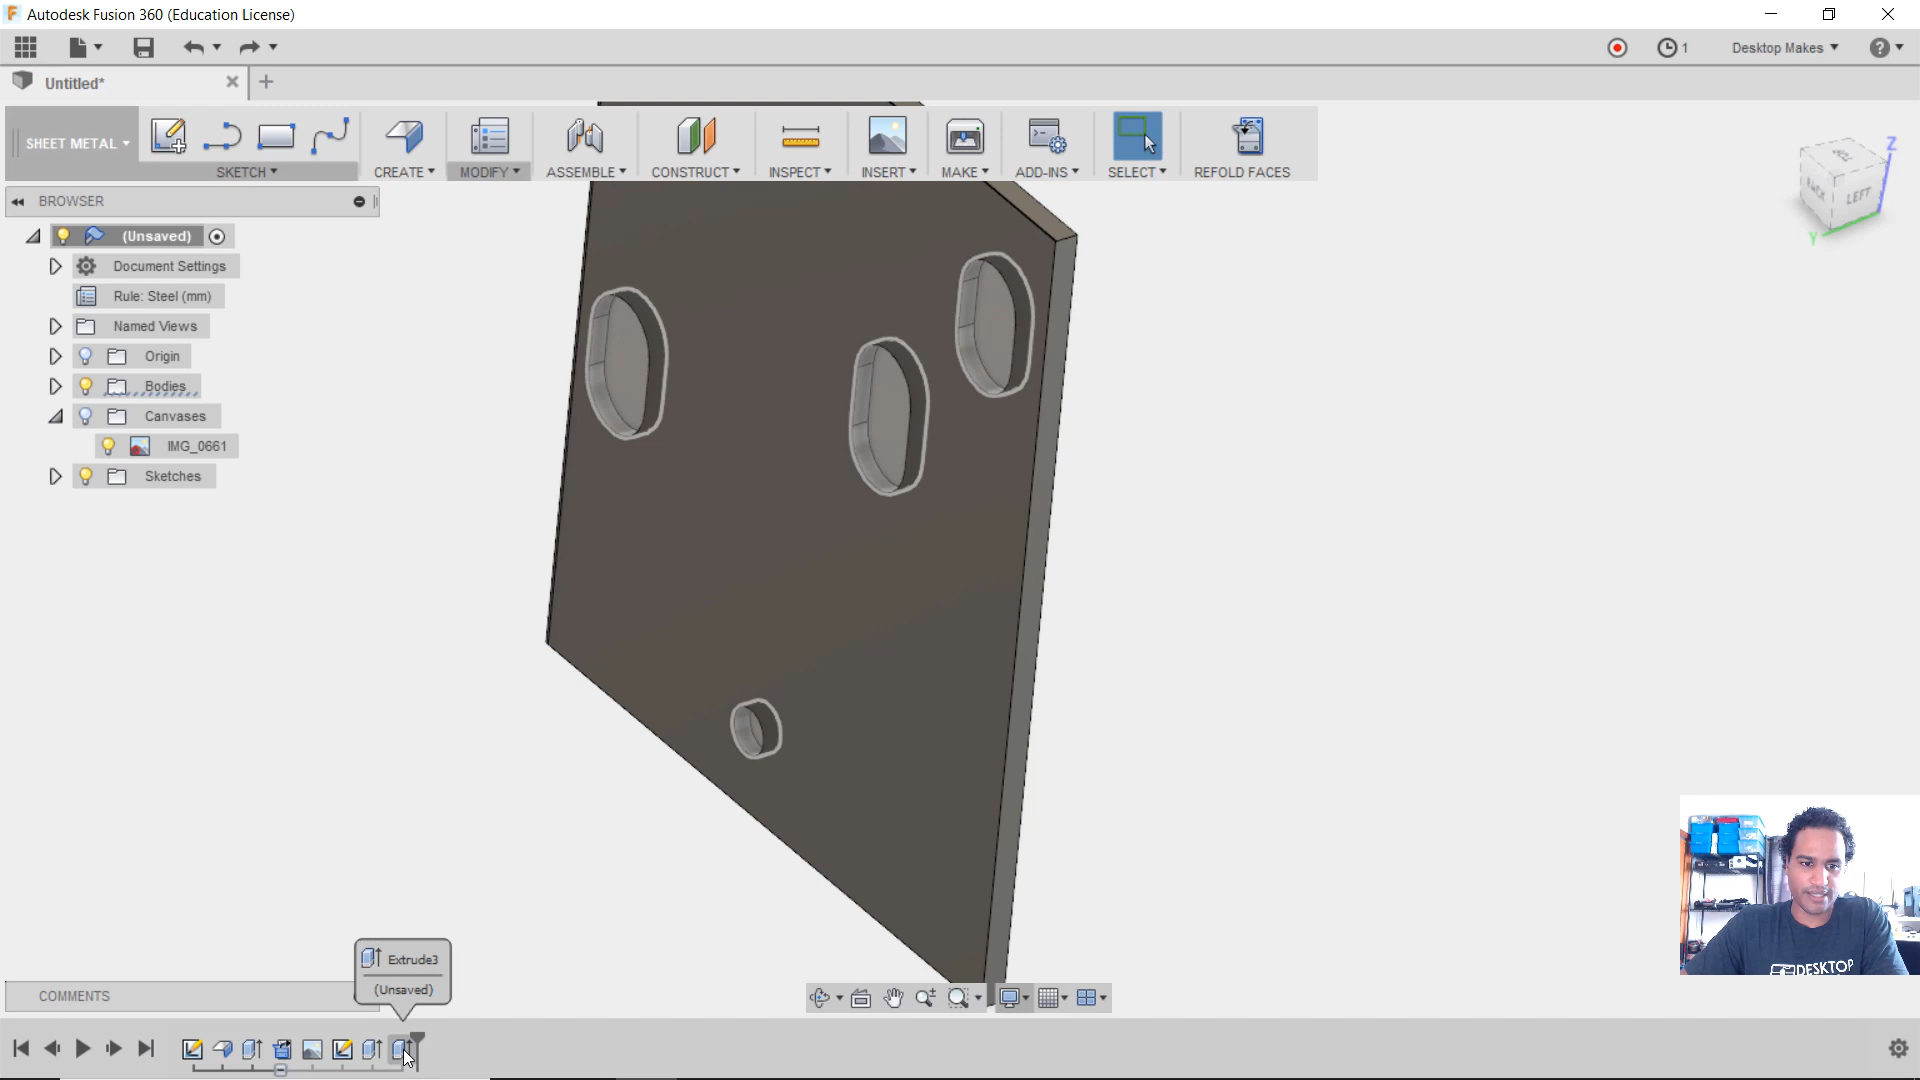 Autodesk Fusion 360 (Education License)
1 Desktop Makes
Untitled*
SHEET METAL
SKETCH CREATE MODIFY ASSEMBLE CONSTRUCT INSPECT INSERT MAKE ADD-INS SELECT REFOLD FACES
BROWSER
(Unsaved)
Document Settings
Rule: Steel (mm)
Named Views
Origin
Bodies
Canvases
IMG_0661
Sketches
Z
BACK LEFT
Y
DESKTOP
Extrude3
(Unsaved)
COMMENTS